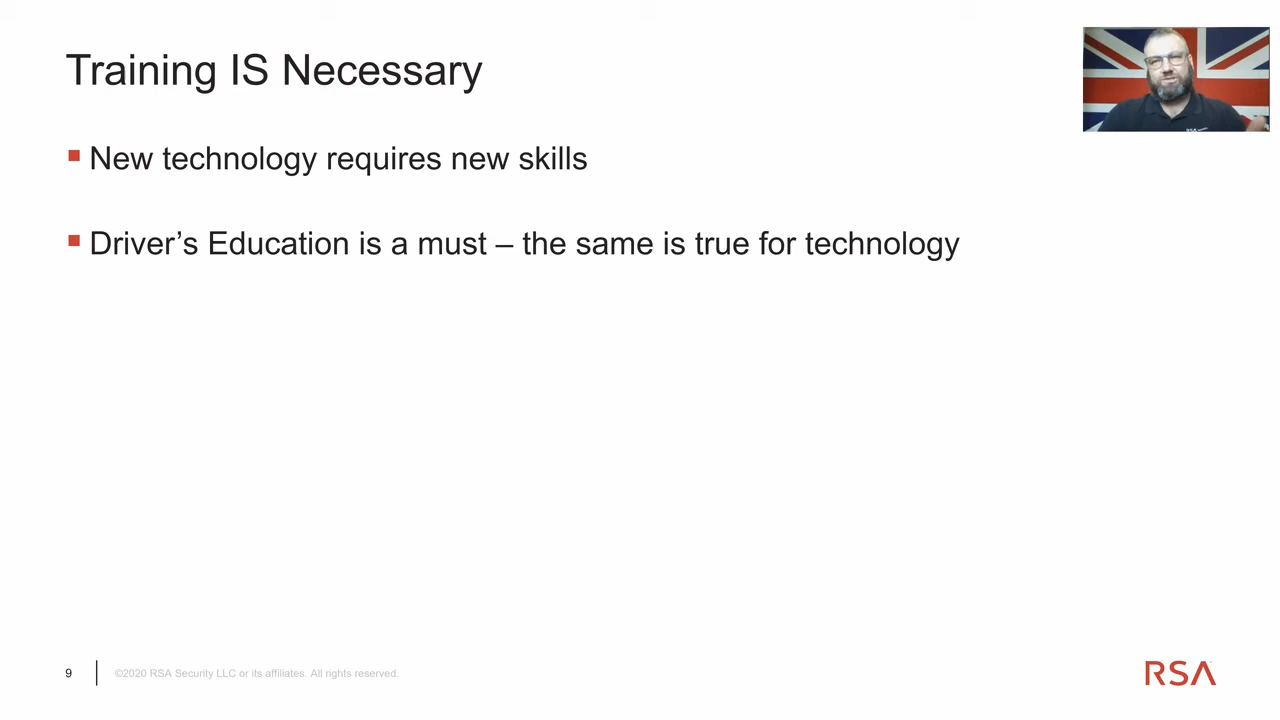 Training IS Necessary
New technology requires new skills
Driver’s Education is a must – the same is true for technology
RSA
9
©2020 RSA Security LLC or its affiliates. All rights reserved.
RSA